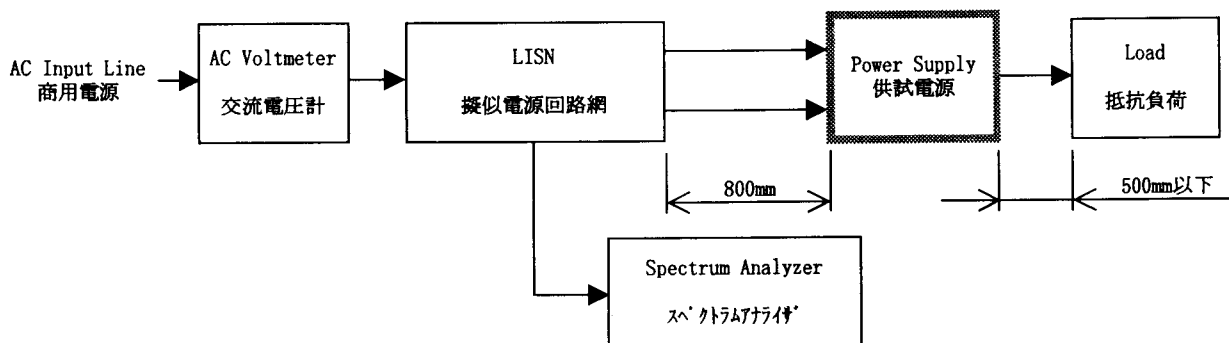 AC Input Line
商用電源
AC Voltmeter
交流電圧計
LISN
擬似電源回路網
Power Supply
供試電源
Load
抵抗負荷
800mm
500mm以下
Spectrum Analyzer
スペクトラムアナライザ